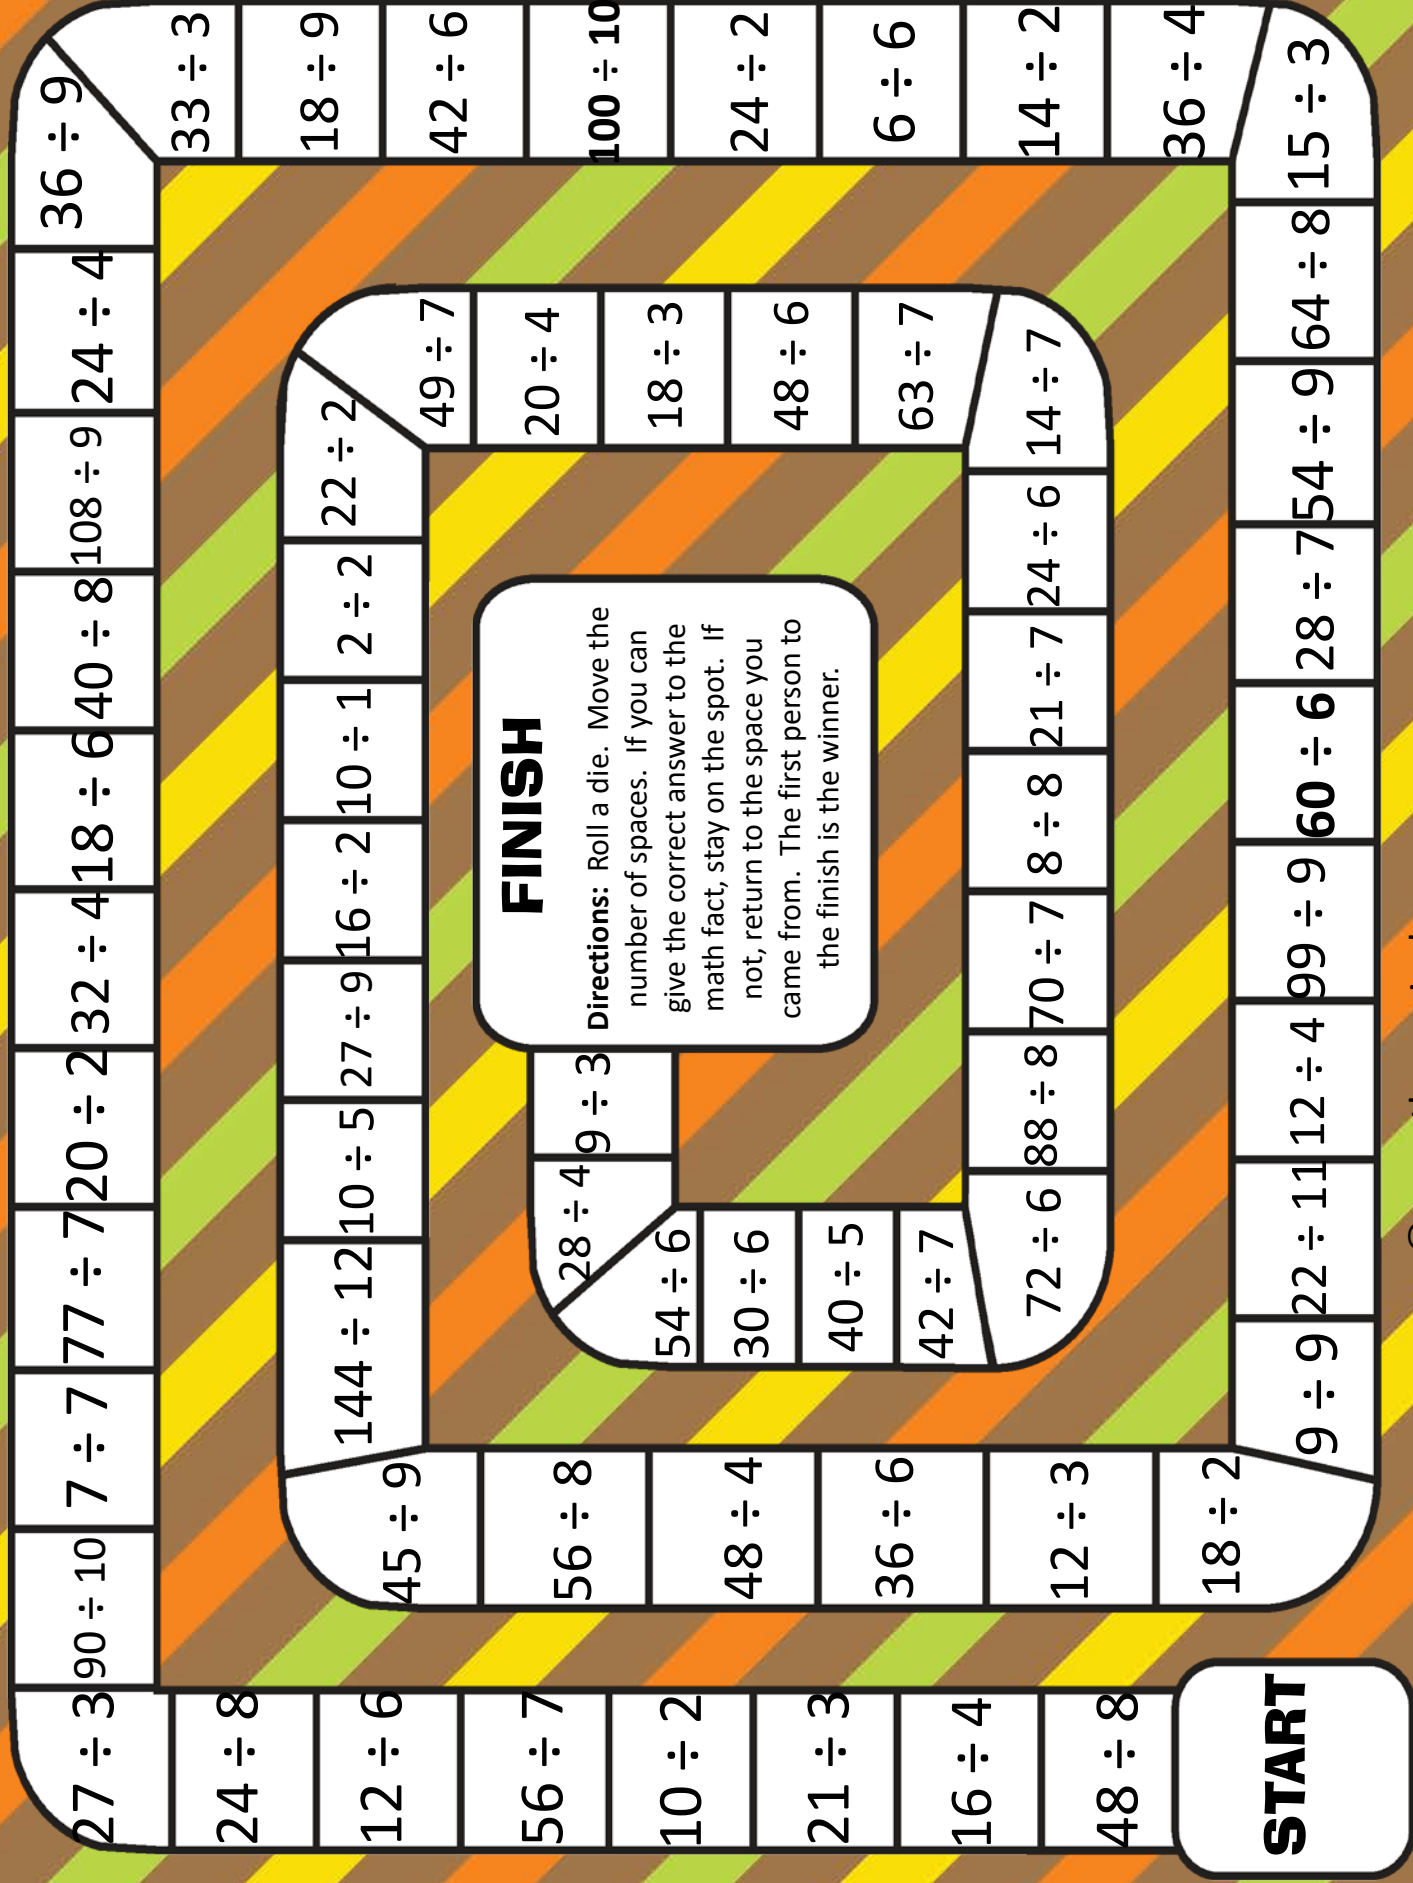 START
48 ÷ 8
16 ÷ 4
21 ÷ 3
10 ÷ 2
56 ÷ 7
12 ÷ 6
24 ÷ 8
27 ÷ 3
90 ÷ 10
7 ÷ 7
77 ÷ 7
20 ÷ 2
32 ÷ 4
18 ÷ 6
40 ÷ 8
108 ÷ 9
24 ÷ 4
36 ÷ 9
33 ÷ 3
18 ÷ 9
42 ÷ 6
100 ÷ 10
24 ÷ 2
6 ÷ 6
14 ÷ 2
36 ÷ 4
15 ÷ 3
64 ÷ 8
54 ÷ 9
28 ÷ 7
60 ÷ 6
99 ÷ 9
12 ÷ 4
22 ÷ 11
9 ÷ 9
18 ÷ 2
12 ÷ 3
36 ÷ 6
48 ÷ 4
56 ÷ 8
45 ÷ 9
144 ÷ 12
10 ÷ 5
27 ÷ 9
16 ÷ 2
10 ÷ 1
2 ÷ 2
22 ÷ 2
49 ÷ 7
20 ÷ 4
18 ÷ 3
48 ÷ 6
63 ÷ 7
14 ÷ 7
24 ÷ 6
21 ÷ 7
8 ÷ 8
70 ÷ 7
88 ÷ 8
72 ÷ 6
42 ÷ 7
40 ÷ 5
30 ÷ 6
54 ÷ 6
28 ÷ 4
9 ÷ 3
FINISH
Directions: Roll a die. Move the
number of spaces. If you can
give the correct answer to the
math fact, stay on the spot. If
not, return to the space you
came from. The first person to
the finish is the winner.